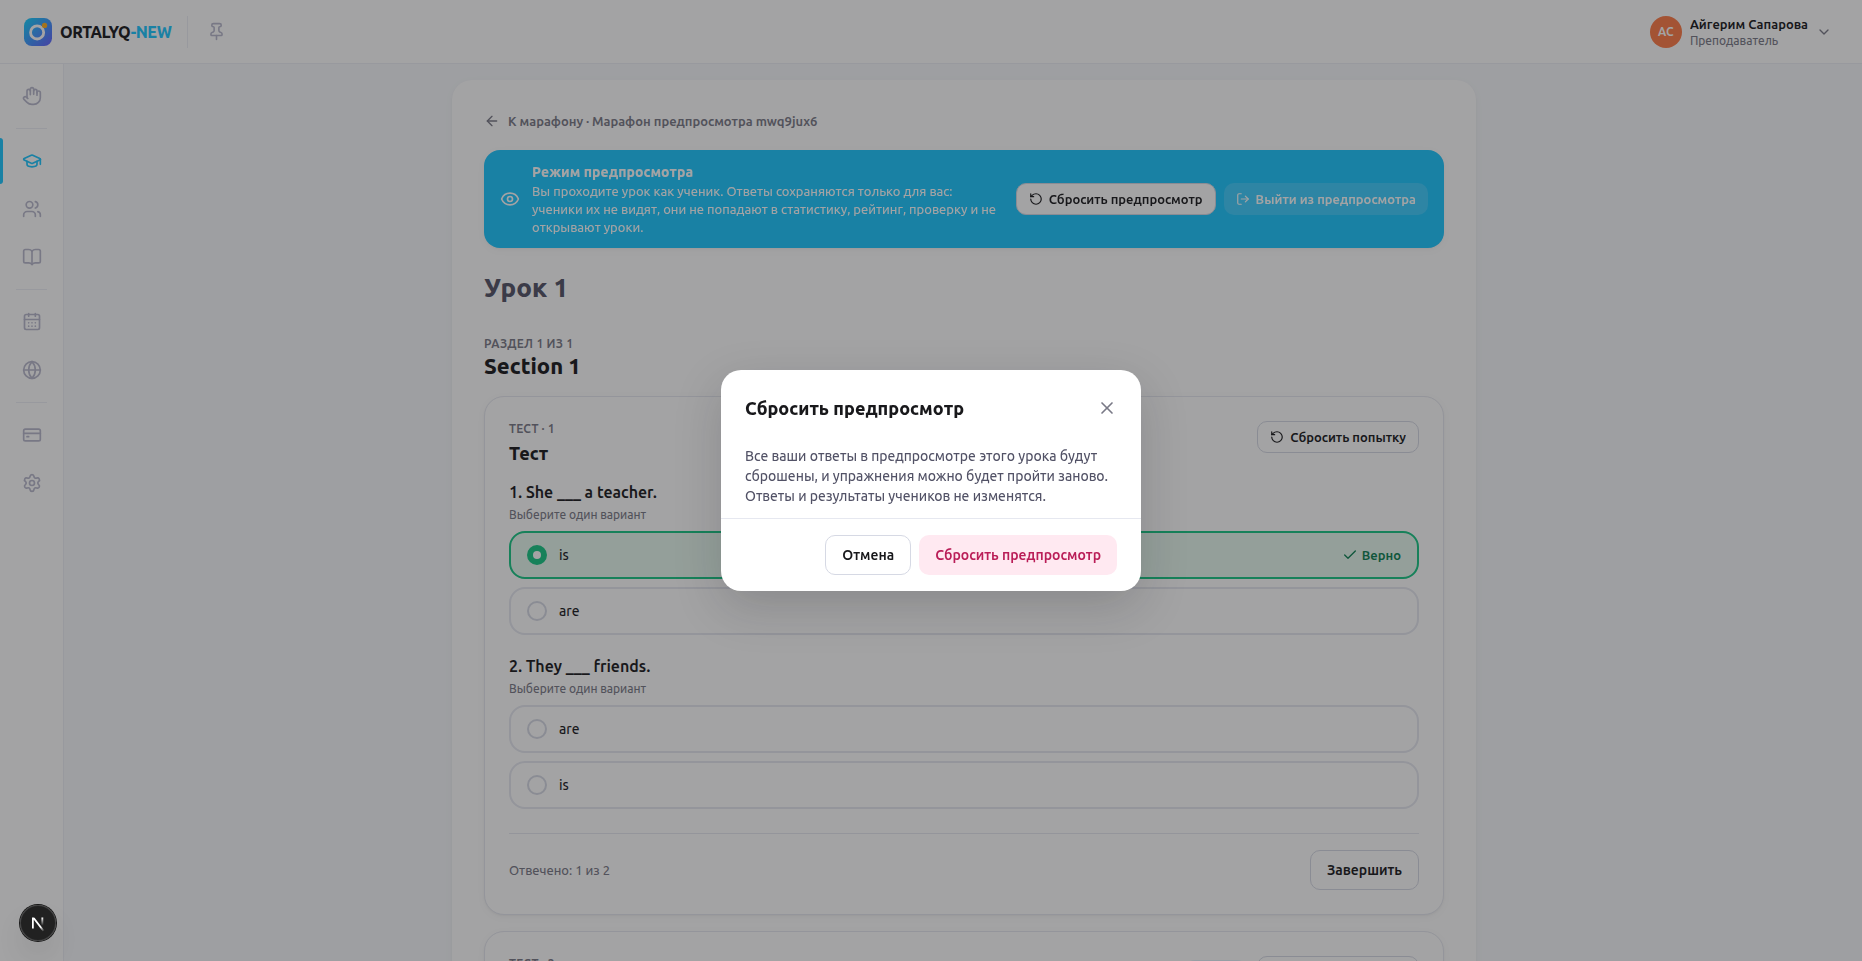 ORTALYQ-NEW
АС
Айгерим Сапарова
Преподаватель
К марафону · Марафон предпросмотра mwq9jux6
Режим предпросмотра
Вы проходите урок как ученик. Ответы сохраняются только для вас:
ученики их не видят, они не попадают в статистику, рейтинг, проверку и не
открывают уроки.
Сбросить предпросмотр
Выйти из предпросмотра
Урок 1
РАЗДЕЛ 1 ИЗ 1
Section 1
ТЕСТ · 1
Тест
Сбросить попытку
1. She ___ a teacher.
Выберите один вариант
is
Верно
are
2. They ___ friends.
Выберите один вариант
are
is
Отвечено: 1 из 2
Завершить
Сбросить предпросмотр
Все ваши ответы в предпросмотре этого урока будут
сброшены, и упражнения можно будет пройти заново.
Ответы и результаты учеников не изменятся.
Отмена
Сбросить предпросмотр
N